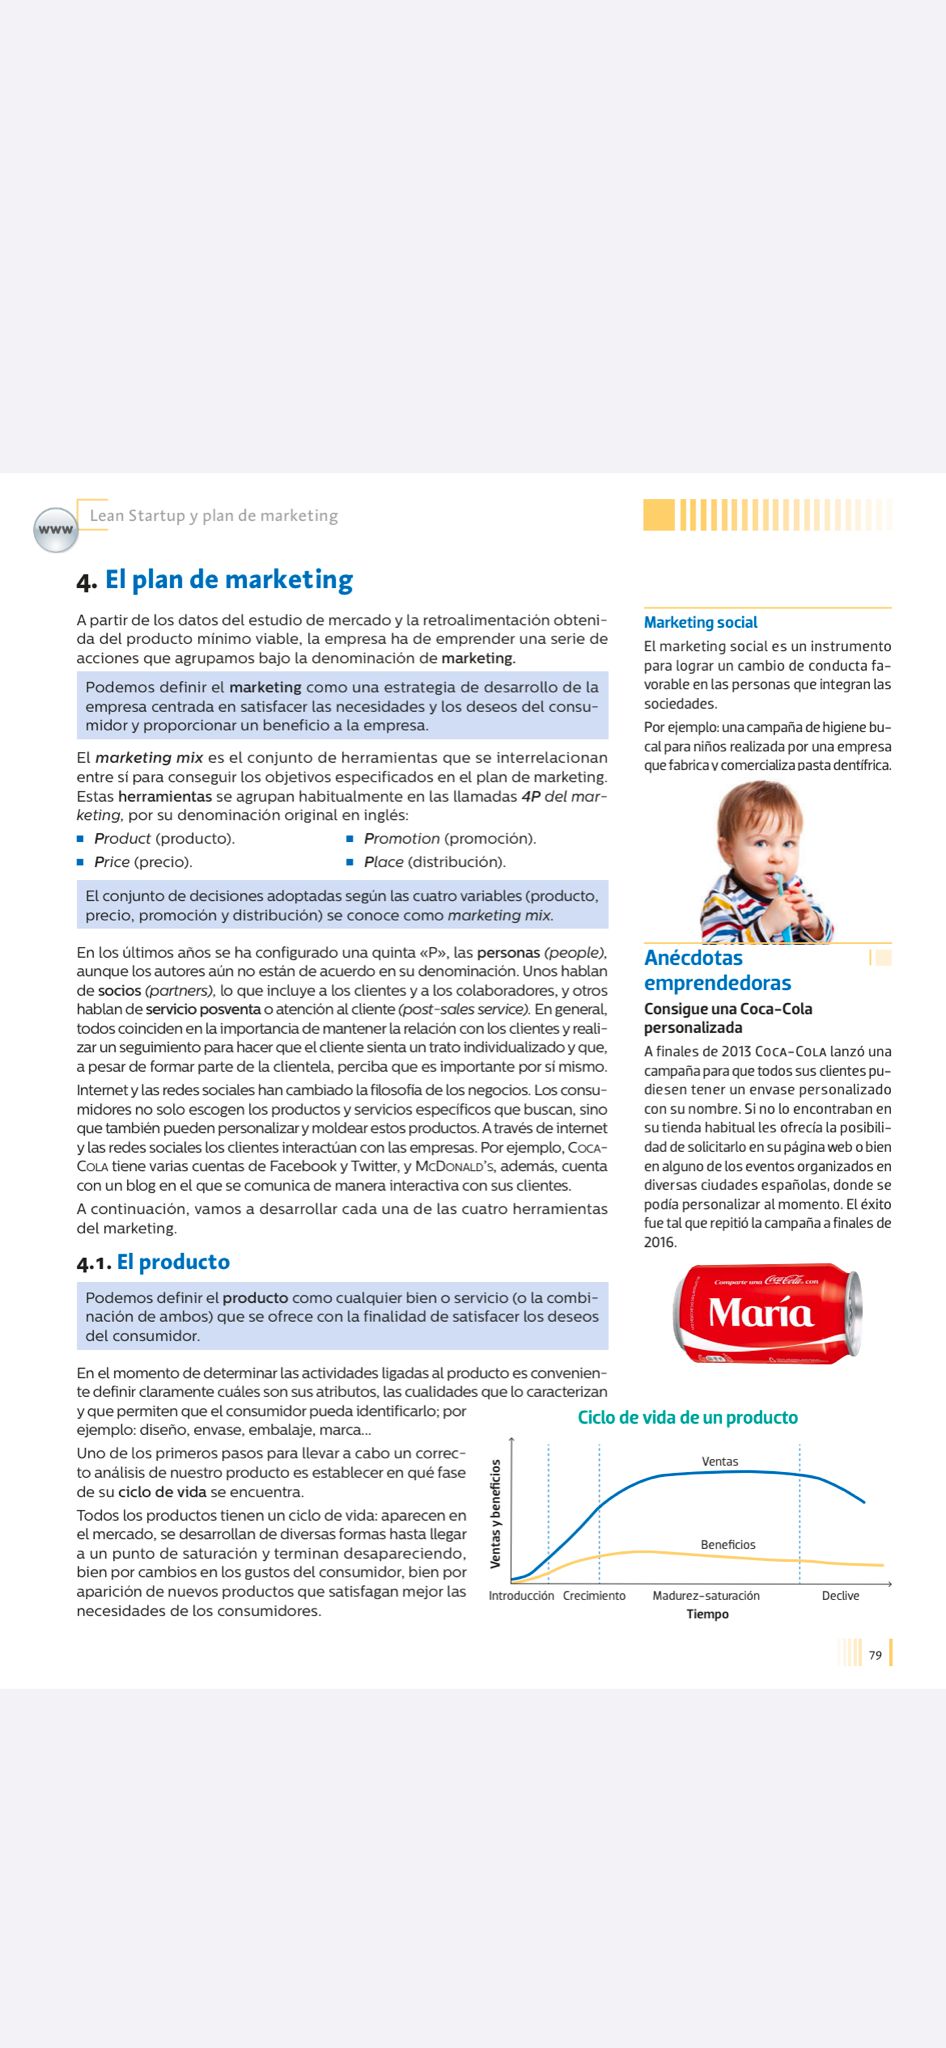 www
Lean Startup y plan de marketing
4. El plan de marketing
A partir de los datos del estudio de mercado y la retroalimentación obteni-
da del producto mínimo viable, la empresa ha de emprender una serie de
acciones que agrupamos bajo la denominación de marketing.
Podemos definir el marketing como una estrategia de desarrollo de la
empresa centrada en satisfacer las necesidades y los deseos del consu-
midor y proporcionar un beneficio a la empresa.
El marketing mix es el conjunto de herramientas que se interrelacionan
entre sí para conseguir los objetivos especificados en el plan de marketing.
Estas herramientas se agrupan habitualmente en las llamadas 4P del mar-
keting, por su denominación original en inglés:
Product (producto).
Price (precio).
Promotion (promoción).
Place (distribución).
El conjunto de decisiones adoptadas según las cuatro variables (producto,
precio, promoción y distribución) se conoce como marketing mix.
En los últimos años se ha configurado una quinta «P», las personas (people),
aunque los autores aún no están de acuerdo en su denominación. Unos hablan
de socios (partners), lo que incluye a los clientes y a los colaboradores, y otros
hablan de servicio posventa o atención al cliente (post-sales service). En general,
todos coinciden en la importancia de mantener la relación con los clientes y reali-
zar un seguimiento para hacer que el cliente sienta un trato individualizado y que,
a pesar de formar parte de la clientela, perciba que es importante por sí mismo.
Internet y las redes sociales han cambiado la filosofía de los negocios. Los consu-
midores no solo escogen los productos y servicios específicos que buscan, sino
que también pueden personalizar y moldear estos productos. A través de internet
y las redes sociales los clientes interactúan con las empresas. Por ejemplo, COCA-
COLA tiene varias cuentas de Facebook y Twitter, y MCDONALD'S, además, cuenta
con un blog en el que se comunica de manera interactiva con sus clientes.
A continuación, vamos a desarrollar cada una de las cuatro herramientas
del marketing.
4.1. El producto
Podemos definir el producto como cualquier bien o servicio (o la combi-
nación de ambos) que se ofrece con la finalidad de satisfacer los deseos
del consumidor.
En el momento de determinar las actividades ligadas al producto es convenien-
te definir claramente cuáles son sus atributos, las cualidades que lo caracterizan
y que permiten que el consumidor pueda identificarlo; por
ejemplo: diseño, envase, embalaje, marca...
Uno de los primeros pasos para llevar a cabo un correc-
to análisis de nuestro producto es establecer en qué fase
de su ciclo de vida se encuentra.
Todos los productos tienen un ciclo de vida: aparecen en
el mercado, se desarrollan de diversas formas hasta llegar
a un punto de saturación y terminan desapareciendo,
bien por cambios en los gustos del consumidor, bien por
aparición de nuevos productos que satisfagan mejor las
necesidades de los consumidores.
Marketing social
El marketing social es un instrumento
para lograr un cambio de conducta fa-
vorable en las personas que integran las
sociedades.
Por ejemplo: una campaña de higiene bu-
cal para niños realizada por una empresa
que fabrica y comercializa pasta dentífrica.
Anécdotas
emprendedoras
Consigue una Coca-Cola
personalizada
A finales de 2013 COCA-COLA lanzó una
campaña para que todos sus clientes pu-
diesen tener un envase personalizado
con su nombre. Si no lo encontraban en
su tienda habitual les ofrecía la posibili-
dad de solicitarlo en su página web o bien
en alguno de los eventos organizados en
diversas ciudades españolas, donde se
podía personalizar al momento. El éxito
fue tal que repitió la campaña a finales de
2016.
Comparte una Coca-Cola con
María
Ciclo de vida de un producto
Ventas y beneficios
Ventas
Beneficios
Introducción Crecimiento Madurez-saturación Declive
Tiempo
79